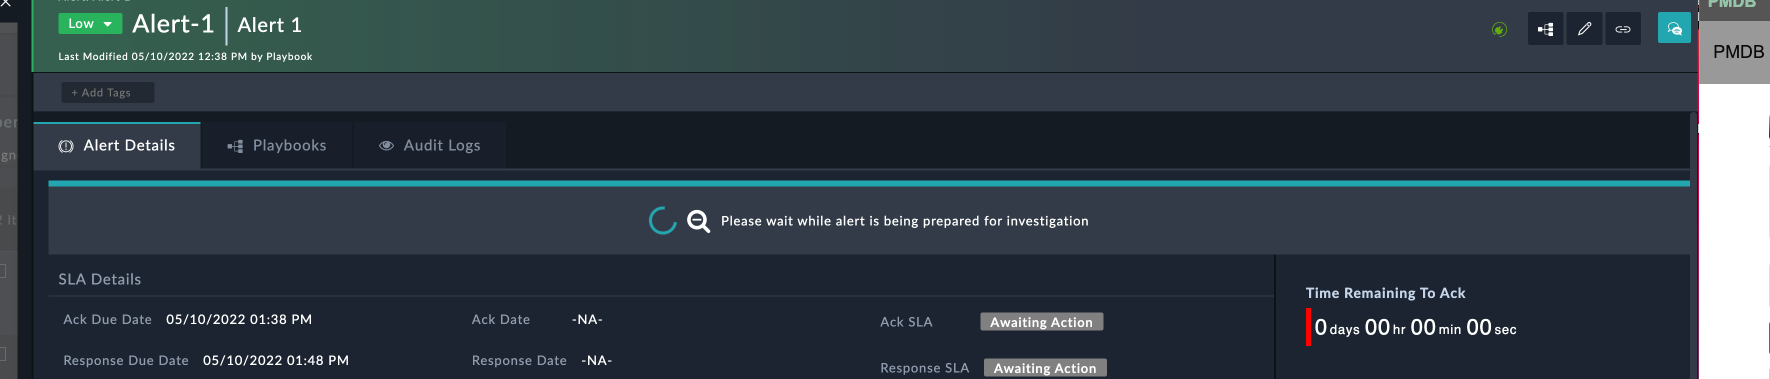 PMDB
Low Alert-1 Alert 1
PMDB
Last Modified 05/10/2022 12:38 PM by Playbook
+ Add Tags
Alert Details Playbooks Audit Logs
Please wait while alert is being prepared for investigation
SLA Details
Ack Due Date 05/10/2022 01:38 PM Ack Date -NA- Ack SLA Awaiting Action
Response Due Date 05/10/2022 01:48 PM Response Date -NA- Response SLA Awaiting Action
Time Remaining To Ack
0 days 00 hr 00 min 00 sec